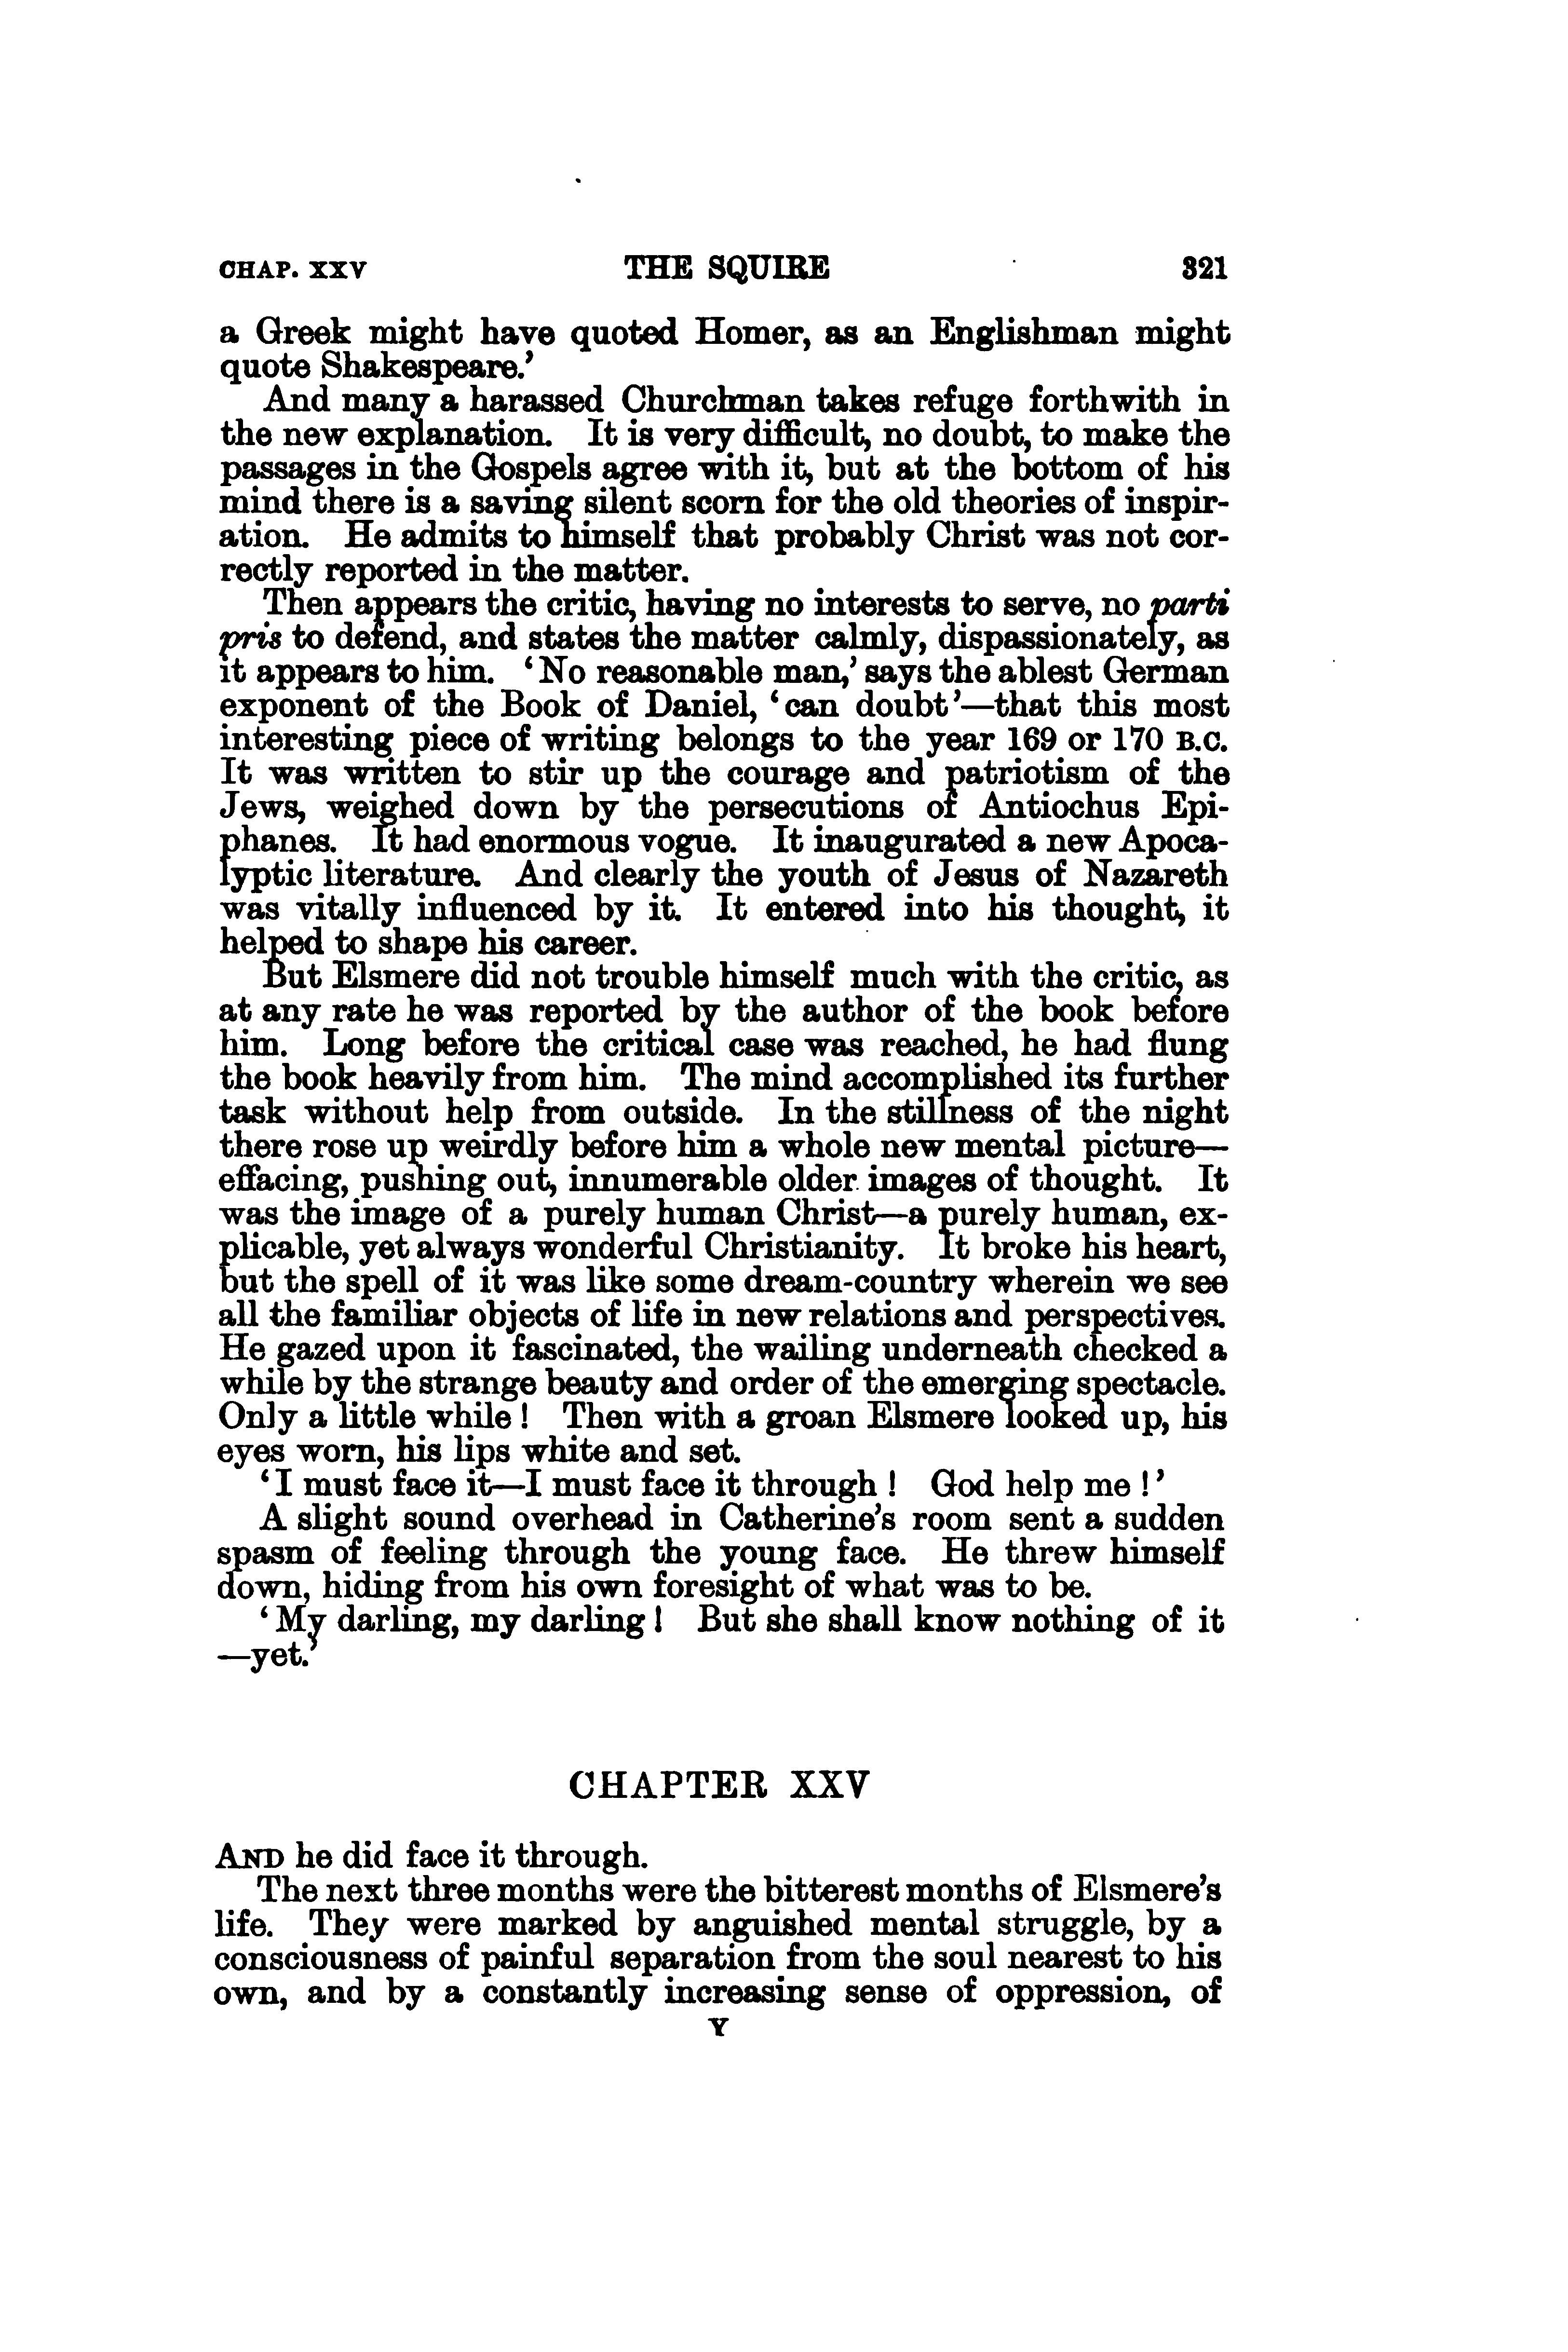 CHAP. XXV THE SQUIRE 321
a Greek might have quoted Homer, as an Englishman might
quote Shakespeare.’
And many a harassed Churchman takes refuge forthwith in
the new explanation. It is very difficult, no doubt, to make the
passages in the Gospels agree with it, but at the bottom of his
mind there is a saving silent scorn for the old theories of inspir-
ation. He admits to himself that probably Christ was not cor-
rectly reported in the matter.
Then appears the critic, having no interests to serve, no parti
pris to defend, and states the matter calmly, dispassionately, as
it appears to him. ‘No reasonable man,’ says the ablest German
exponent of the Book of Daniel, ‘can doubt’—that this most
interesting piece of writing belongs to the year 169 or 170 B.C.
It was written to stir up the courage and patriotism of the
Jews, weighed down by the persecutions of Antiochus Epi-
phanes. It had enormous vogue. It inaugurated a new Apoca-
lyptic literature. And clearly the youth of Jesus of Nazareth
was vitally influenced by it. It entered into his thought, it
helped to shape his career.
But Elsmere did not trouble himself much with the critic, as
at any rate he was reported by the author of the book before
him. Long before the critical case was reached, he had flung
the book heavily from him. The mind accomplished its further
task without help from outside. In the stillness of the night
there rose up weirdly before him a whole new mental picture—
effacing, pushing out, innumerable older images of thought. It
was the image of a purely human Christ—a purely human, ex-
plicable, yet always wonderful Christianity. It broke his heart,
but the spell of it was like some dream-country wherein we see
all the familiar objects of life in new relations and perspectives.
He gazed upon it fascinated, the wailing underneath checked a
while by the strange beauty and order of the emerging spectacle.
Only a little while! Then with a groan Elsmere looked up, his
eyes worn, his lips white and set.
‘I must face it—I must face it through! God help me!’
A slight sound overhead in Catherine’s room sent a sudden
spasm of feeling through the young face. He threw himself
down, hiding from his own foresight of what was to be.
‘My darling, my darling! But she shall know nothing of it
—yet.’
CHAPTER XXV
AND he did face it through.
The next three months were the bitterest months of Elsmere’s
life. They were marked by anguished mental struggle, by a
consciousness of painful separation from the soul nearest to his
own, and by a constantly increasing sense of oppression, of
Y